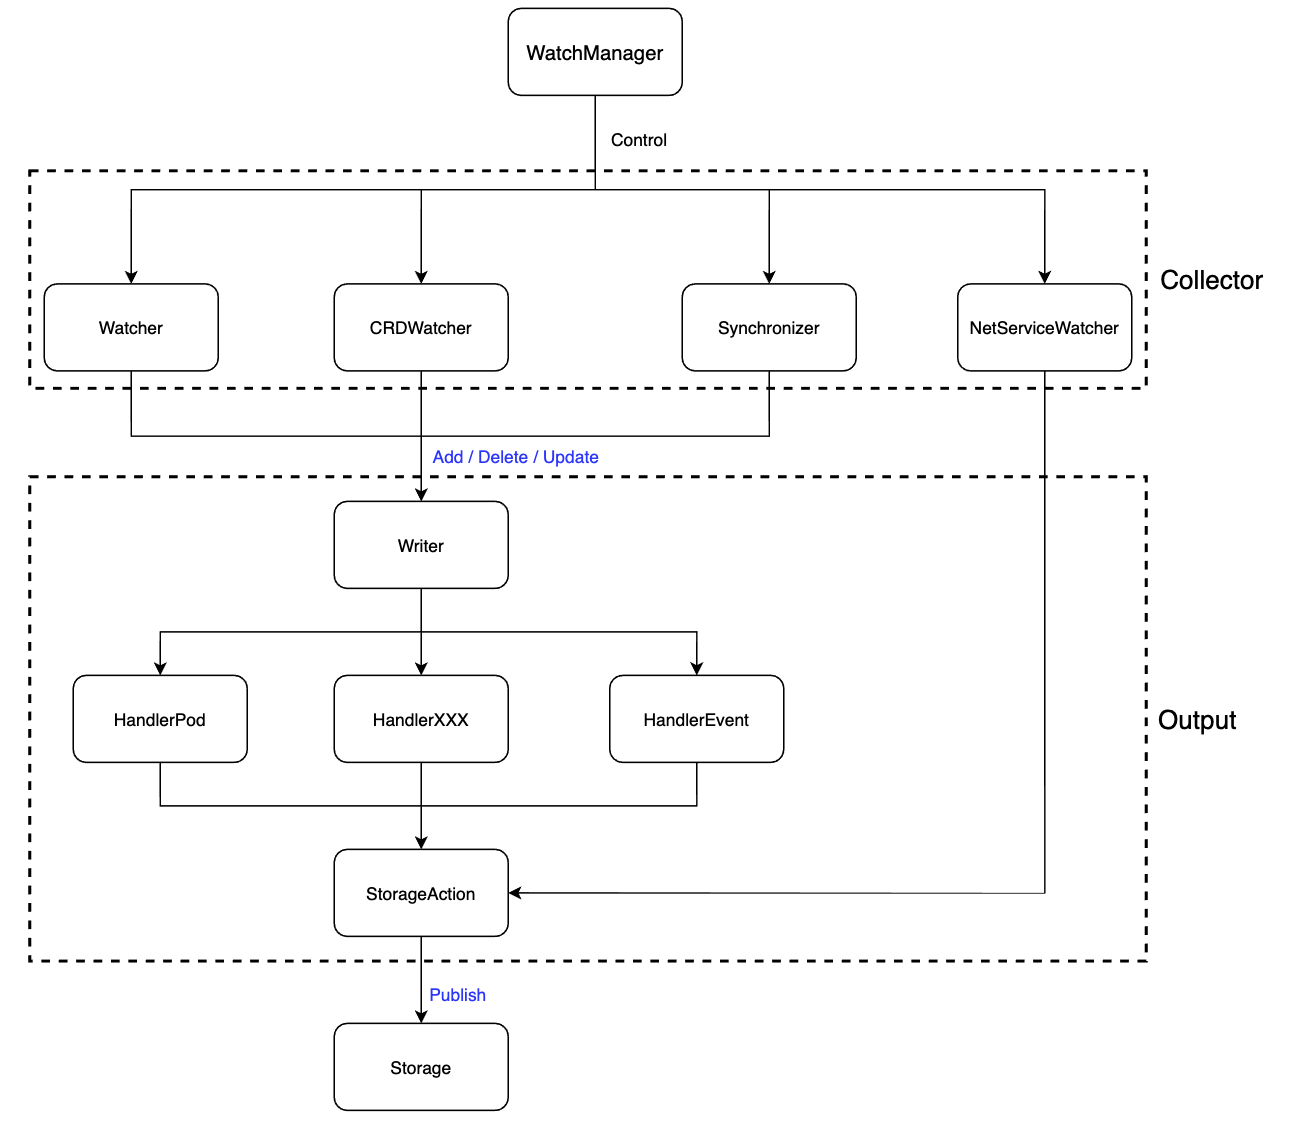 WatchManager
Control
Collector
Watcher
CRDWatcher
Synchronizer
NetServiceWatcher
Add / Delete / Update
Writer
HandlerPod
HandlerXXX
HandlerEvent
Output
StorageAction
Publish
Storage